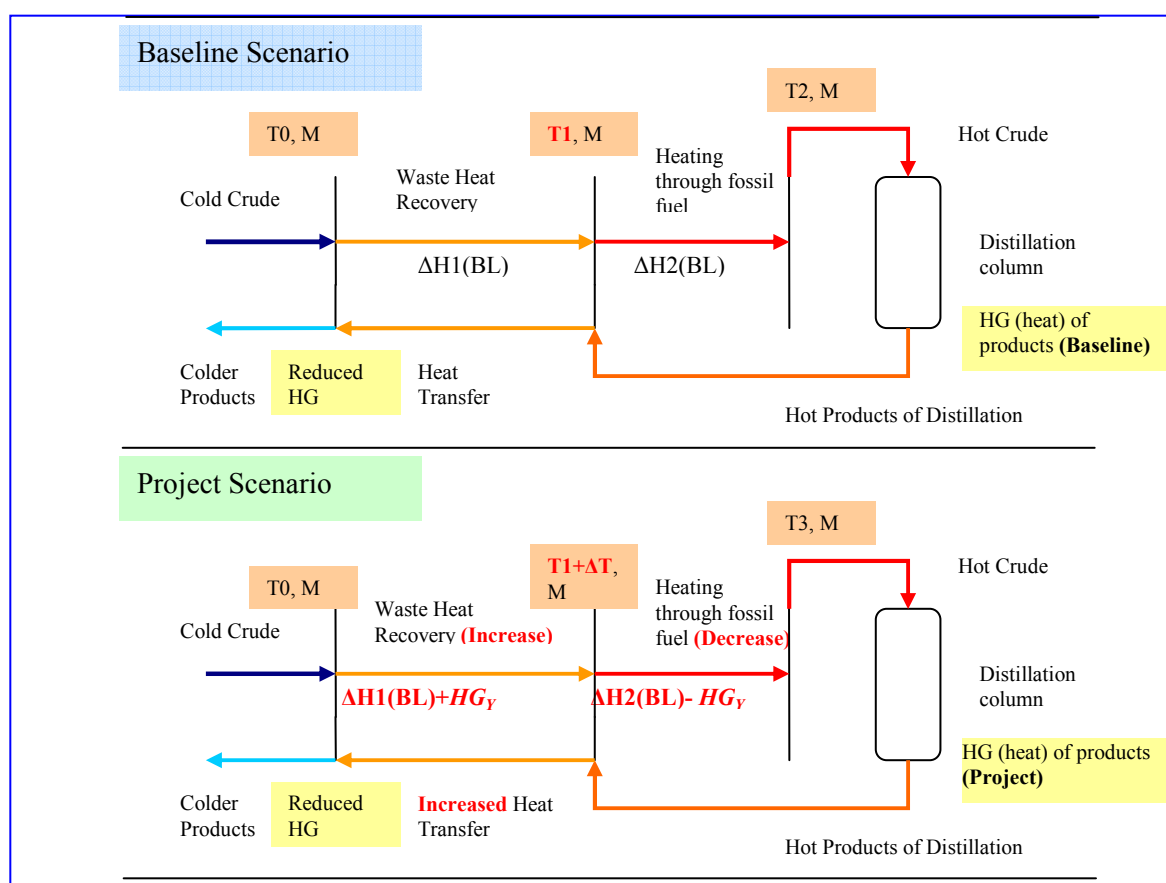 Baseline Scenario
T2, M
T0, M
T1, M
Hot Crude
Heating
through fossil
fuel
Waste Heat
Recovery
Cold Crude
ΔH1(BL)
ΔH2(BL)
Distillation
column
HG (heat) of
products (Baseline)
Colder
Products
Reduced
HG
Heat
Transfer
Hot Products of Distillation
Project Scenario
T3, M
T0, M
T1+ΔT,
M
Hot Crude
Heating
through fossil
fuel (Decrease)
Waste Heat
Recovery (Increase)
Cold Crude
ΔH1(BL)+HGY
ΔH2(BL)- HGY
Distillation
column
HG (heat) of products
(Project)
Colder
Products
Reduced
HG
Increased Heat
Transfer
Hot Products of Distillation